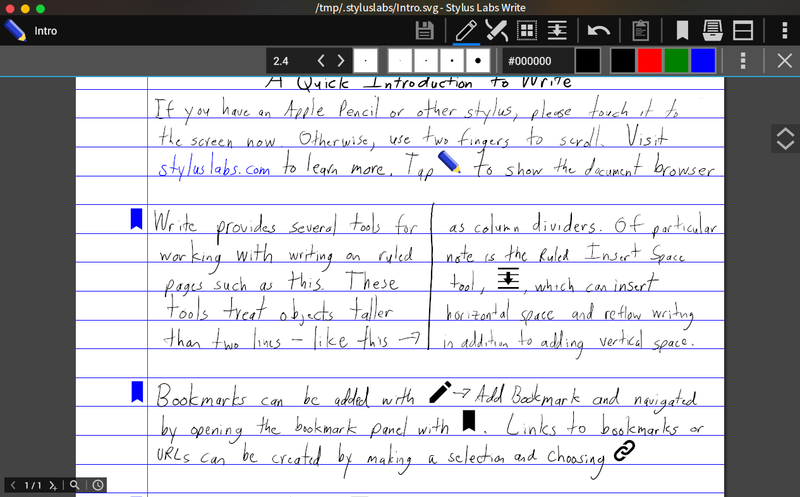 /tmp/.styluslabs/Intro.svg - Stylus Labs Write
Intro
2.4
#000000
A Quick Introduction to Write
If you have an Apple Pencil or other stylus, please touch it to
the screen now. Otherwise, use two fingers to scroll. Visit
styluslabs.com to learn more. Tap to show the document browser
Write provides several tools for
working with writing on ruled
pages such as this. These
tools treat objects taller
than two lines – like this →
as column dividers. Of particular
note is the Ruled Insert Space
tool, , which can insert
horizontal space and reflow writing
in addition to adding vertical space.
Bookmarks can be added with → Add Bookmark and navigated
by opening the bookmark panel with . Links to bookmarks or
URLs can be created by making a selection and choosing
1/1